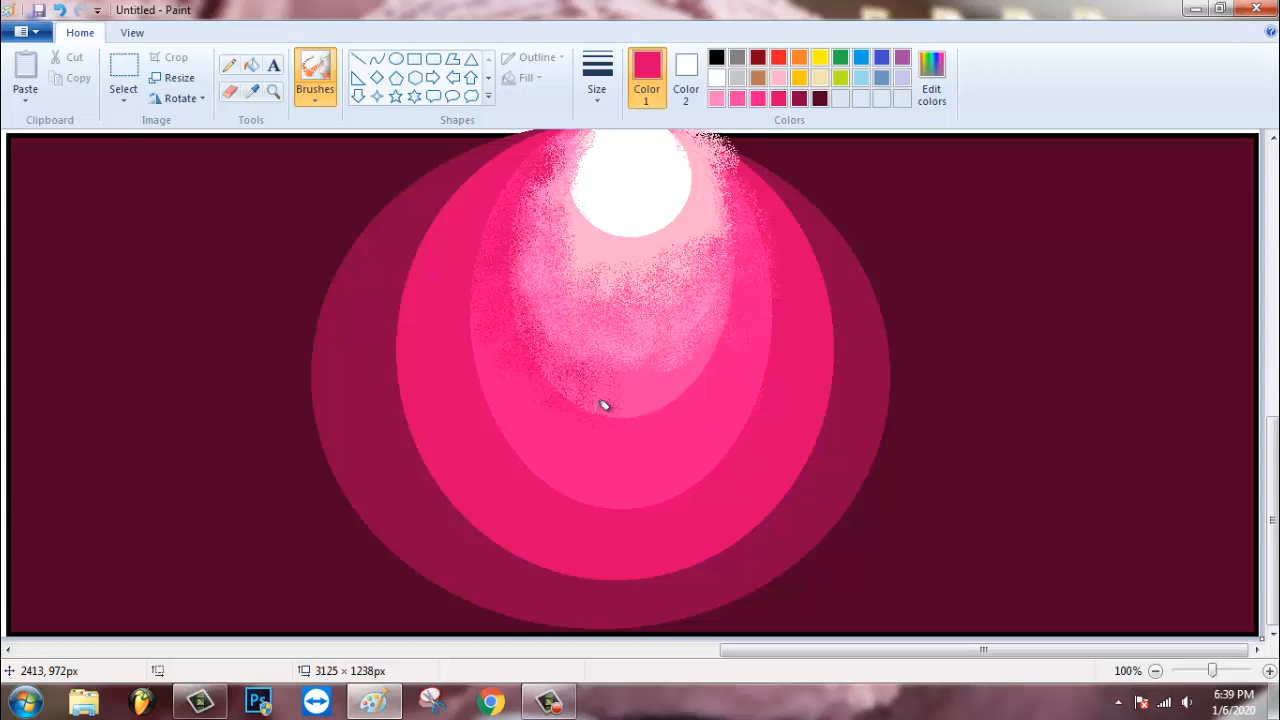 Untitled - Paint
Home View
Paste
Cut
Copy
Clipboard
Select
Crop
Resize
Rotate
Image
A
Tools
Brushes
Outline
Fill
Shapes
Size
Color 1
Color 2
Edit colors
Colors
2413, 972px
3125 × 1238px
100%
Ps
6:39 PM
1/6/2020